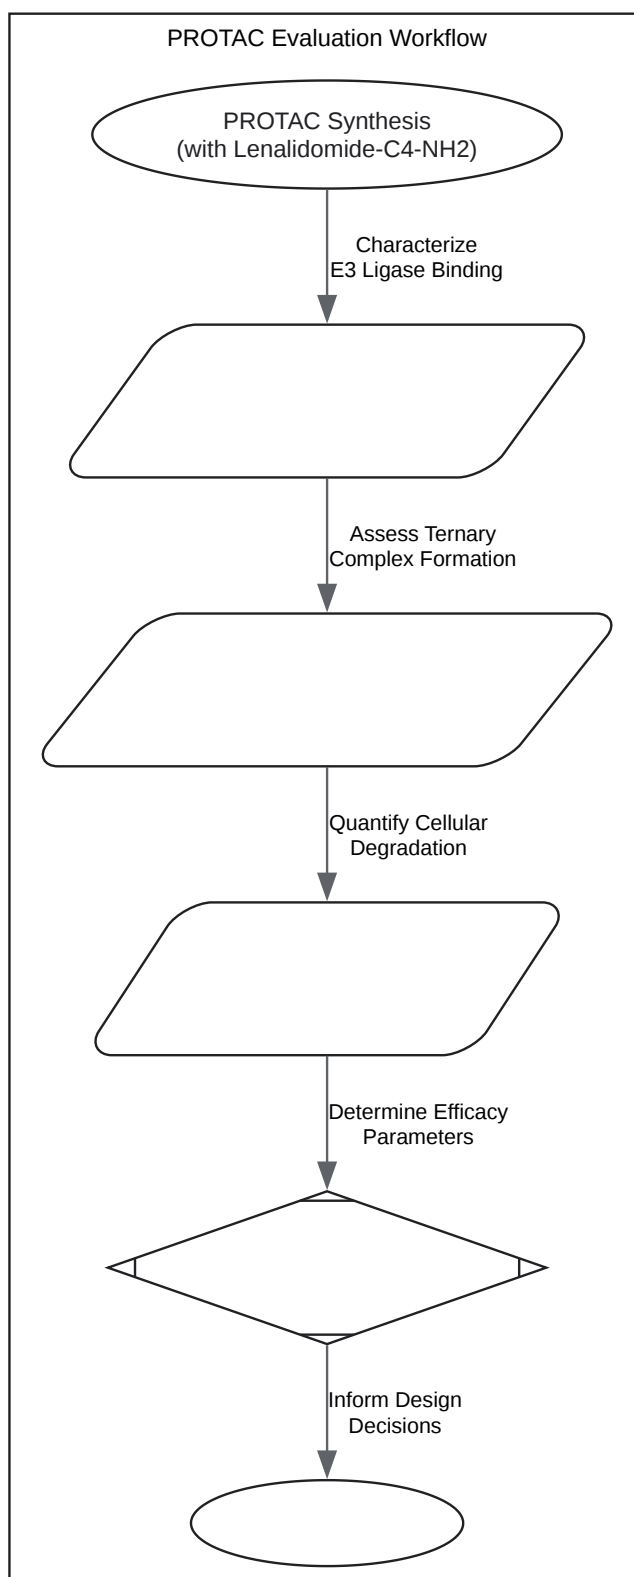 PROTAC Evaluation Workflow
PROTAC Synthesis
(with Lenalidomide-C4-NH2)
Characterize
E3 Ligase Binding
Assess Ternary
Complex Formation
Quantify Cellular
Degradation
Determine Efficacy
Parameters
Inform Design
Decisions